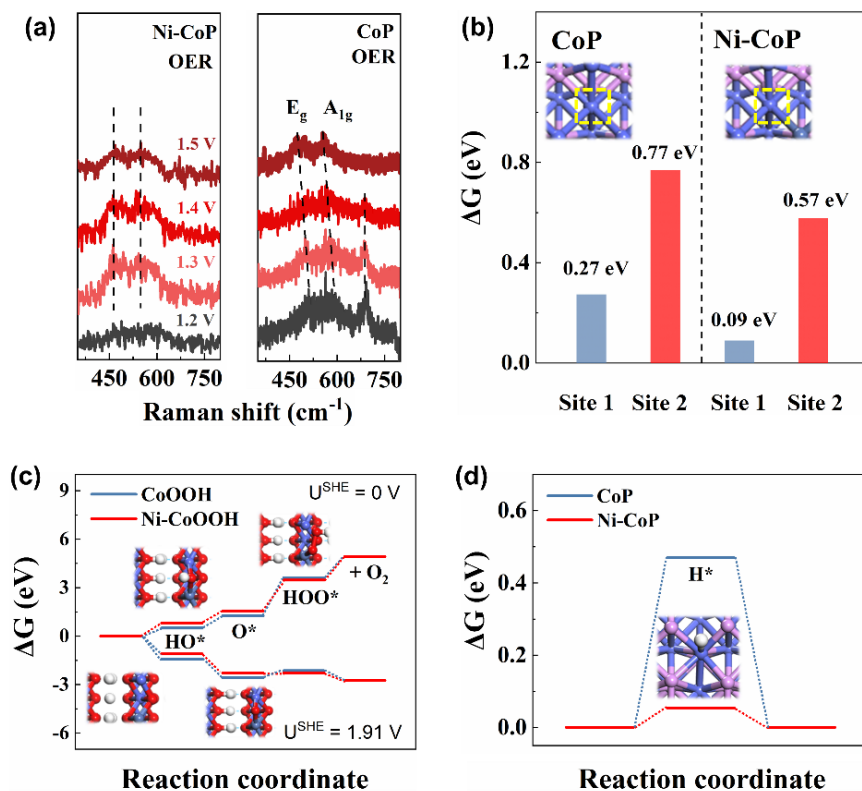 (a)
Ni-CoP
OER
CoP
OER
E_g
A_1g
1.5 V
1.4 V
1.3 V
1.2 V
450
600
750
450
600
750
Raman shift (cm⁻¹)
(b)
ΔG (eV)
1.2
0.8
0.4
0.0
CoP
Ni-CoP
0.27 eV
0.77 eV
0.09 eV
0.57 eV
Site 1
Site 2
Site 1
Site 2
(c)
ΔG (eV)
9
6
3
0
-3
-6
CoOOH
Ni-CoOOH
U^SHE = 0 V
HO*
O*
HOO*
+ O₂
U^SHE = 1.91 V
Reaction coordinate
(d)
ΔG (eV)
0.6
0.4
0.2
0.0
CoP
Ni-CoP
H*
Reaction coordinate